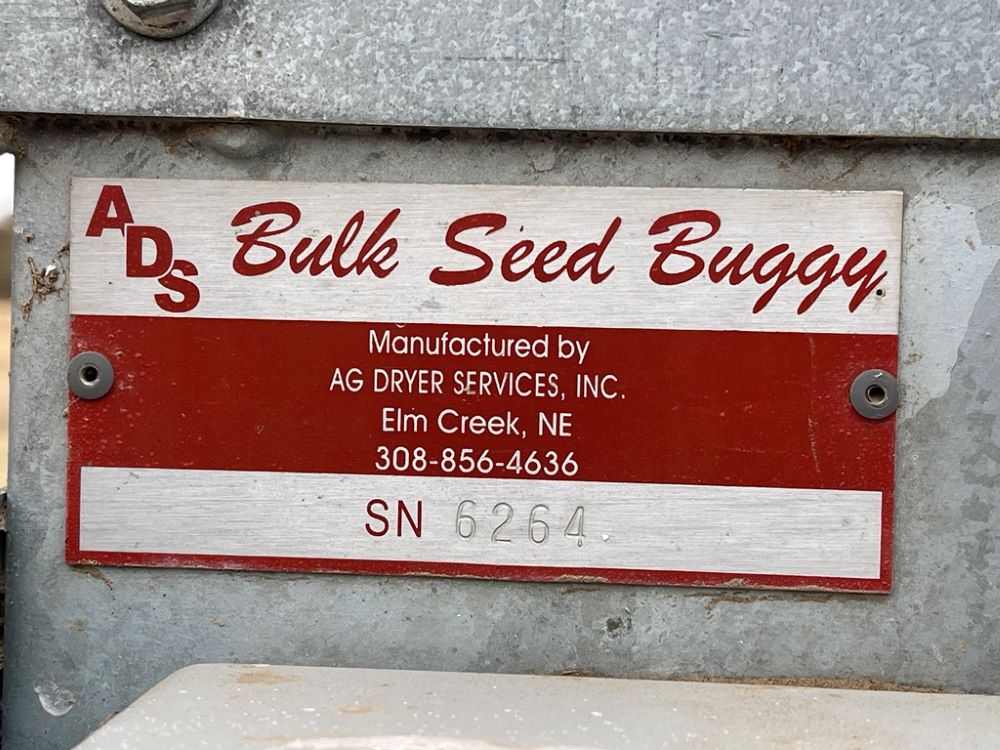 ADS Bulk Seed Buggy
Manufactured by
AG DRYER SERVICES, INC.
Elm Creek, NE
308-856-4636
SN 6264